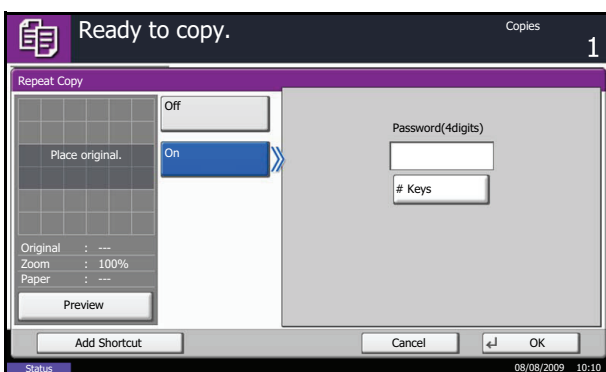 Ready to copy.
Copies
1
Repeat Copy
Off
On
Place original.
Password(4digits)
# Keys
Original : ---
Zoom : 100%
Paper : ---
Preview
Add Shortcut
Cancel
OK
Status
08/08/2009 10:10